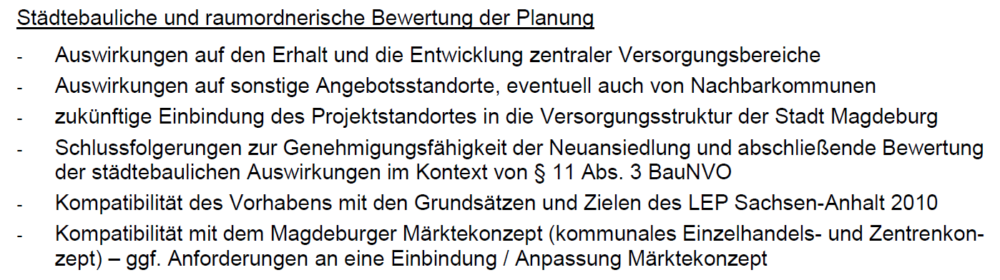 Städtebauliche und raumordnerische Bewertung der Planung
- Auswirkungen auf den Erhalt und die Entwicklung zentraler Versorgungsbereiche
- Auswirkungen auf sonstige Angebotsstandorte, eventuell auch von Nachbarkommunen
- zukünftige Einbindung des Projektstandortes in die Versorgungsstruktur der Stadt Magdeburg
- Schlussfolgerungen zur Genehmigungsfähigkeit der Neuansiedlung und abschließende Bewertung
der städtebaulichen Auswirkungen im Kontext von § 11 Abs. 3 BauNVO
- Kompatibilität des Vorhabens mit den Grundsätzen und Zielen des LEP Sachsen-Anhalt 2010
- Kompatibilität mit dem Magdeburger Märktekonzept (kommunales Einzelhandels- und Zentrenkon-
zept) – ggf. Anforderungen an eine Einbindung / Anpassung Märktekonzept